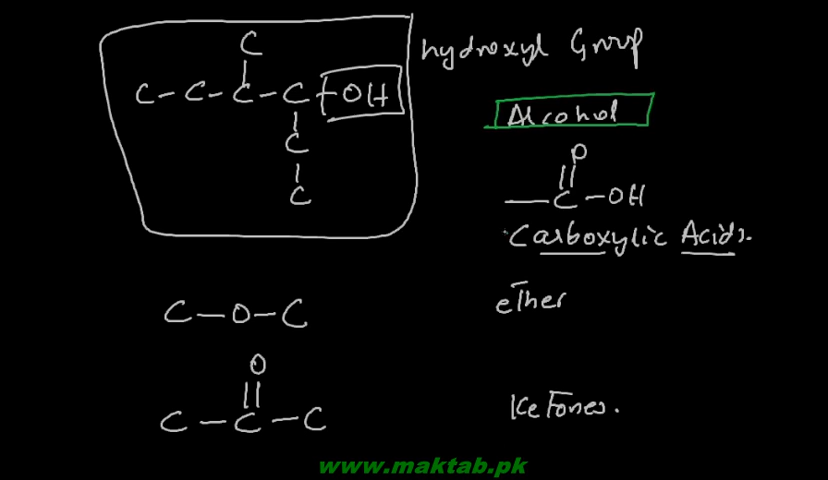 hydroxyl Group
C
C-C-C-C-OH
Alcohol
C
C
O
C-OH
Carboxylic Acids.
C-O-C
ether
O
C-C-C
Ketones.
www.maktab.pk